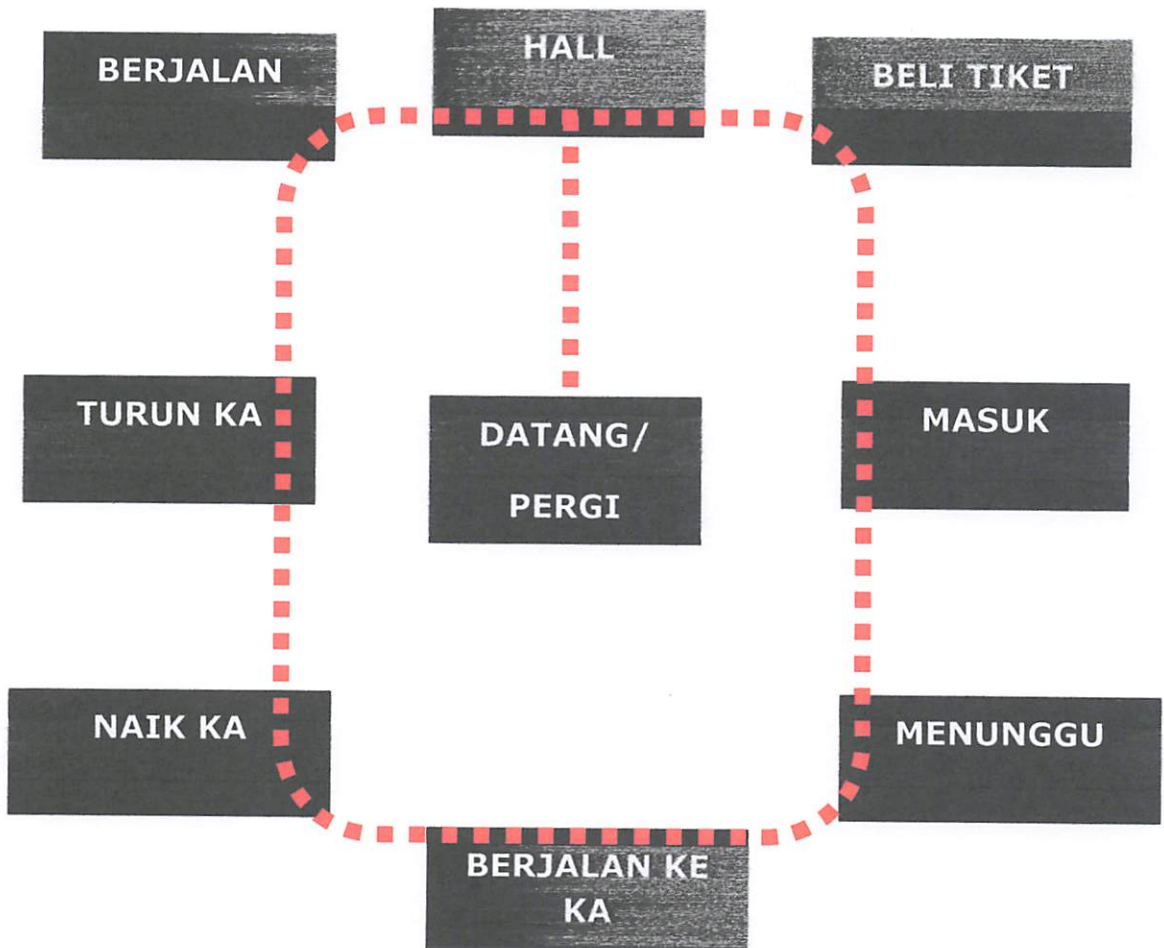 BERJALAN
HALL
BELI TIKET
TURUN KA
DATANG/
PERGI
MASUK
NAIK KA
MENUNGGU
BERJALAN KE
KA